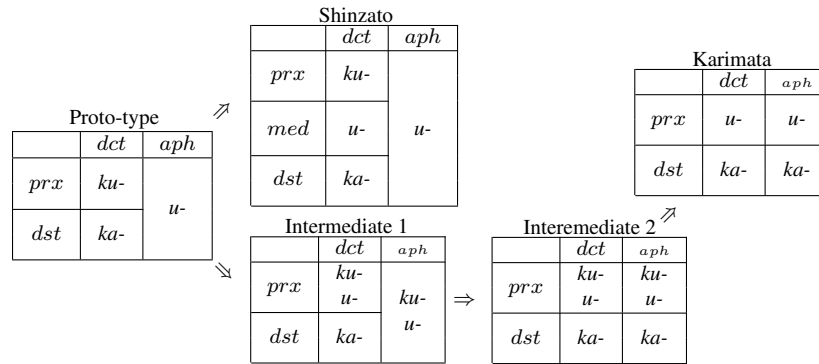 Shinzato
dct aph
prx ku-
med u- u-
dst ka-
Proto-type
dct aph
prx ku-
u-
dst ka-
⇗
⇘
Intermediate 1
dct aph
ku-
prx u- ku-
u-
dst ka-
⇒
Interemediate 2
dct aph
ku- ku-
prx u- u-
dst ka- ka-
⇗
Karimata
dct aph
prx u- u-
dst ka- ka-